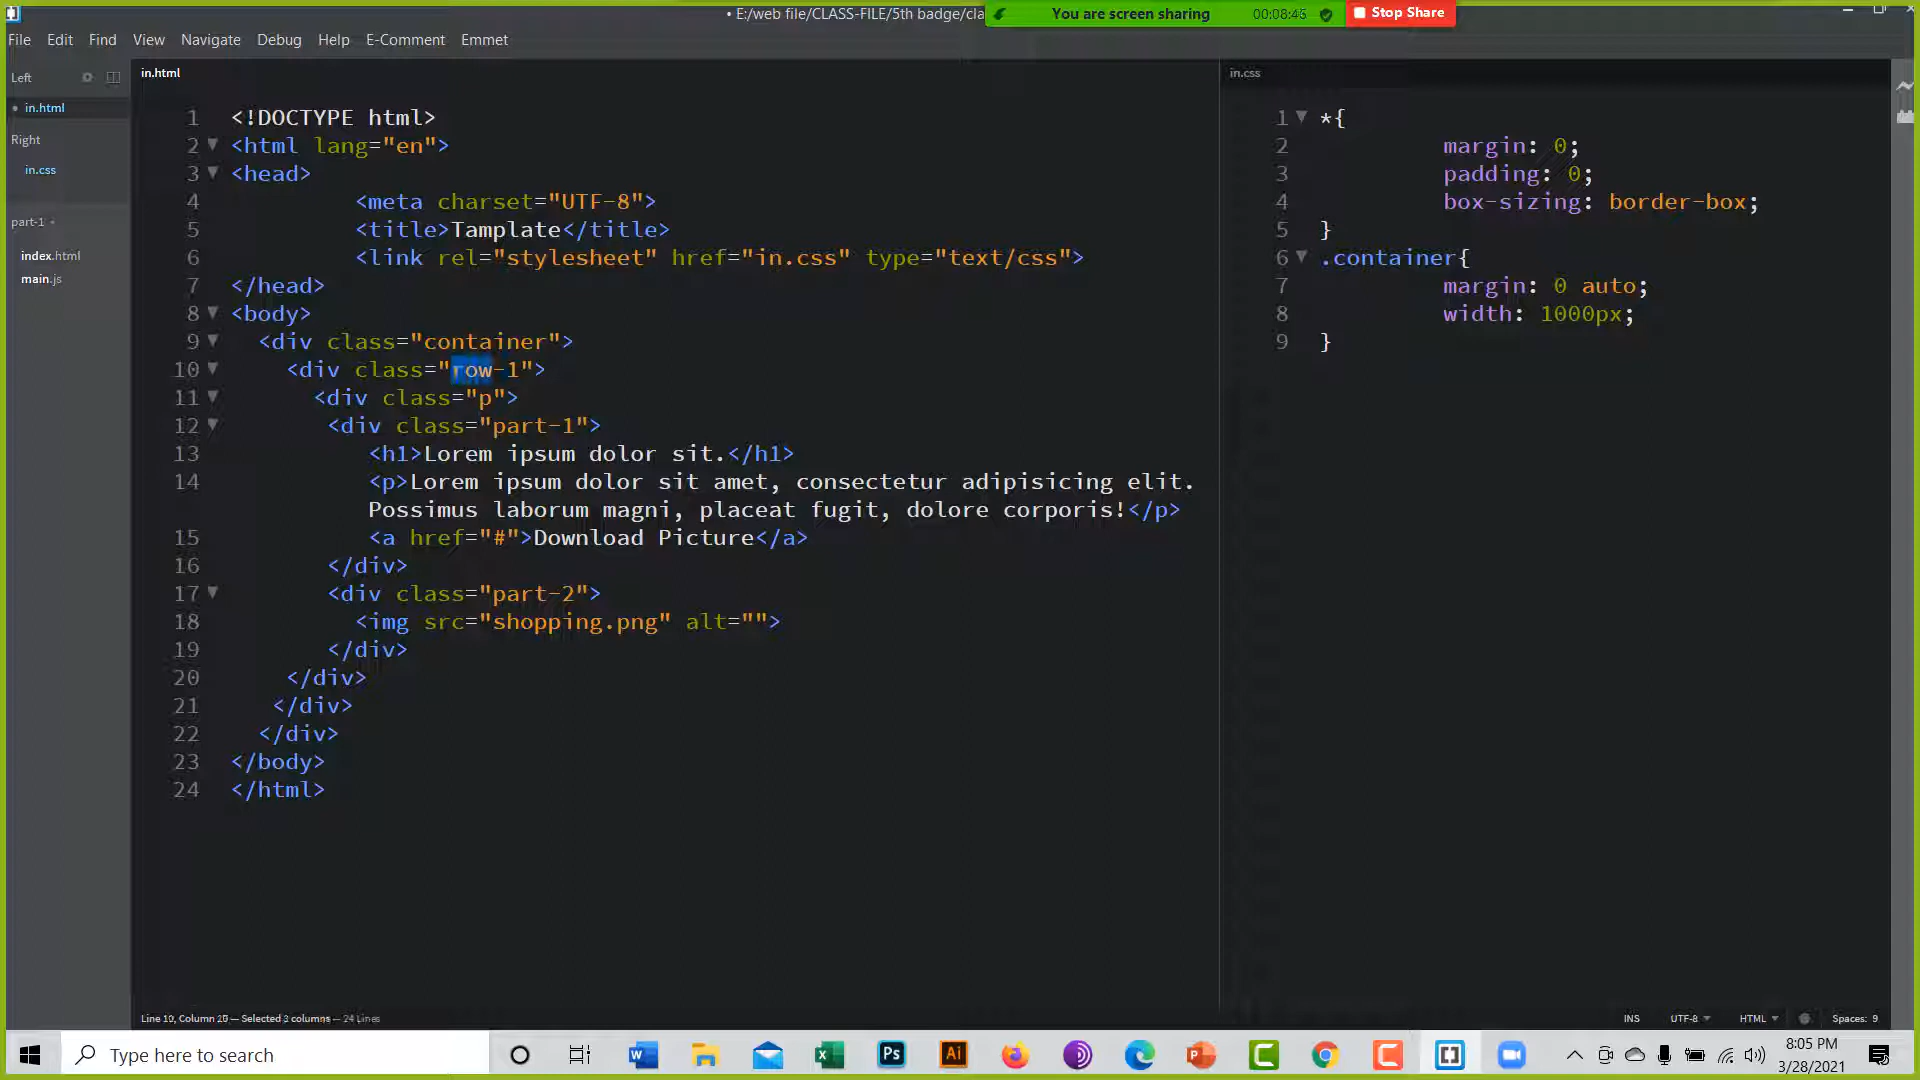 • E:/web file/CLASS-FILE/5th badge/cla
You are screen sharing 00:08:45 Stop Share
File Edit Find View Navigate Debug Help E-Comment Emmet
Left
• in.html
Right
in.css
part-1
index.html
main.js
in.html
1 <!DOCTYPE html>
2 <html lang="en">
3 <head>
4 <meta charset="UTF-8">
5 <title>Tamplate</title>
6 <link rel="stylesheet" href="in.css" type="text/css">
7 </head>
8 <body>
9 <div class="container">
10 <div class="row-1">
11 <div class="p">
12 <div class="part-1">
13 <h1>Lorem ipsum dolor sit.</h1>
14 <p>Lorem ipsum dolor sit amet, consectetur adipisicing elit.
Possimus laborum magni, placeat fugit, dolore corporis!</p>
15 <a href="#">Download Picture</a>
16 </div>
17 <div class="part-2">
18 <img src="shopping.png" alt="">
19 </div>
20 </div>
21 </div>
22 </div>
23 </body>
24 </html>
in.css
1 *{
2 margin: 0;
3 padding: 0;
4 box-sizing: border-box;
5 }
6 .container{
7 margin: 0 auto;
8 width: 1000px;
9 }
Line 10, Column 20 — Selected 3 columns — 24 Lines
INS UTF-8 HTML Spaces: 9
Type here to search
8:05 PM
3/28/2021